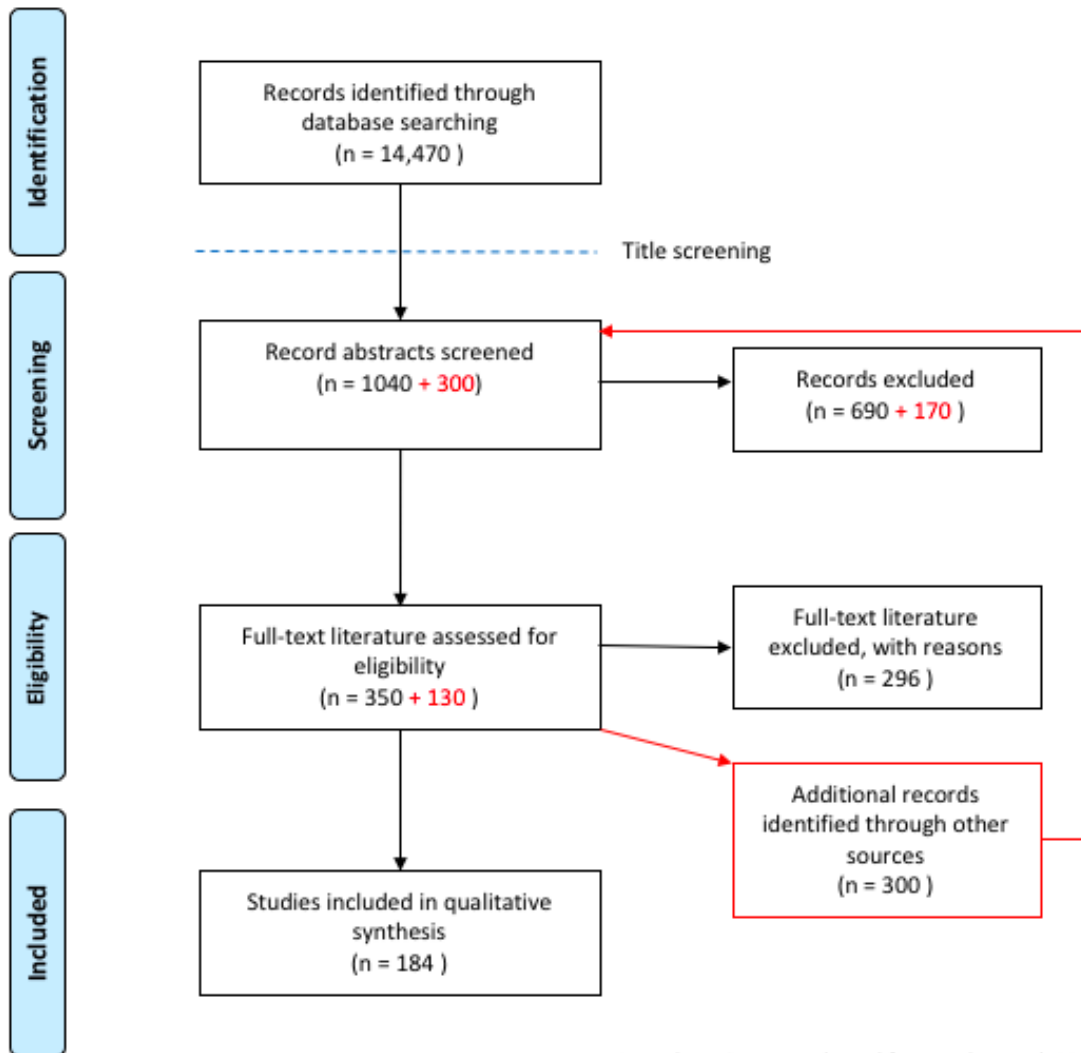 Identification
Records identified through
database searching
(n = 14,470 )
Title screening
Screening
Record abstracts screened
(n = 1040 + 300)
Records excluded
(n = 690 + 170 )
Eligibility
Full-text literature assessed for
eligibility
(n = 350 + 130 )
Full-text literature
excluded, with reasons
(n = 296 )
Additional records
identified through other
sources
(n = 300 )
Included
Studies included in qualitative
synthesis
(n = 184 )